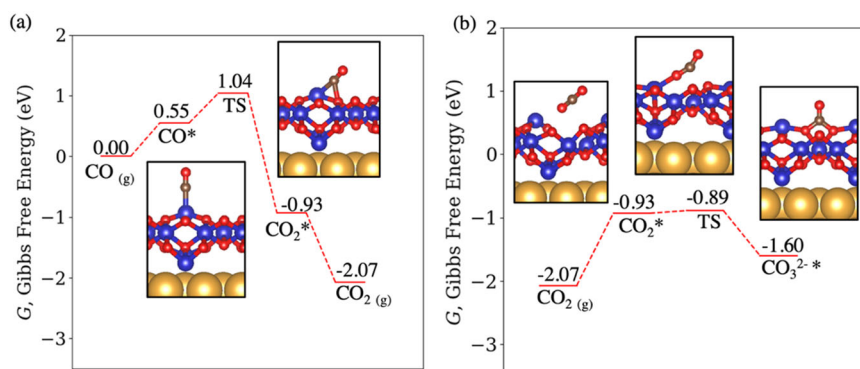 (a)
G, Gibbs Free Energy (eV)
2
1
0
−1
−2
−3
0.00
CO (g)
0.55
CO*
1.04
TS
-0.93
CO₂*
-2.07
CO₂ (g)
(b)
G, Gibbs Free Energy (eV)
2
1
0
−1
−2
−3
-2.07
CO₂ (g)
-0.93
CO₂*
-0.89
TS
-1.60
CO₃²⁻*